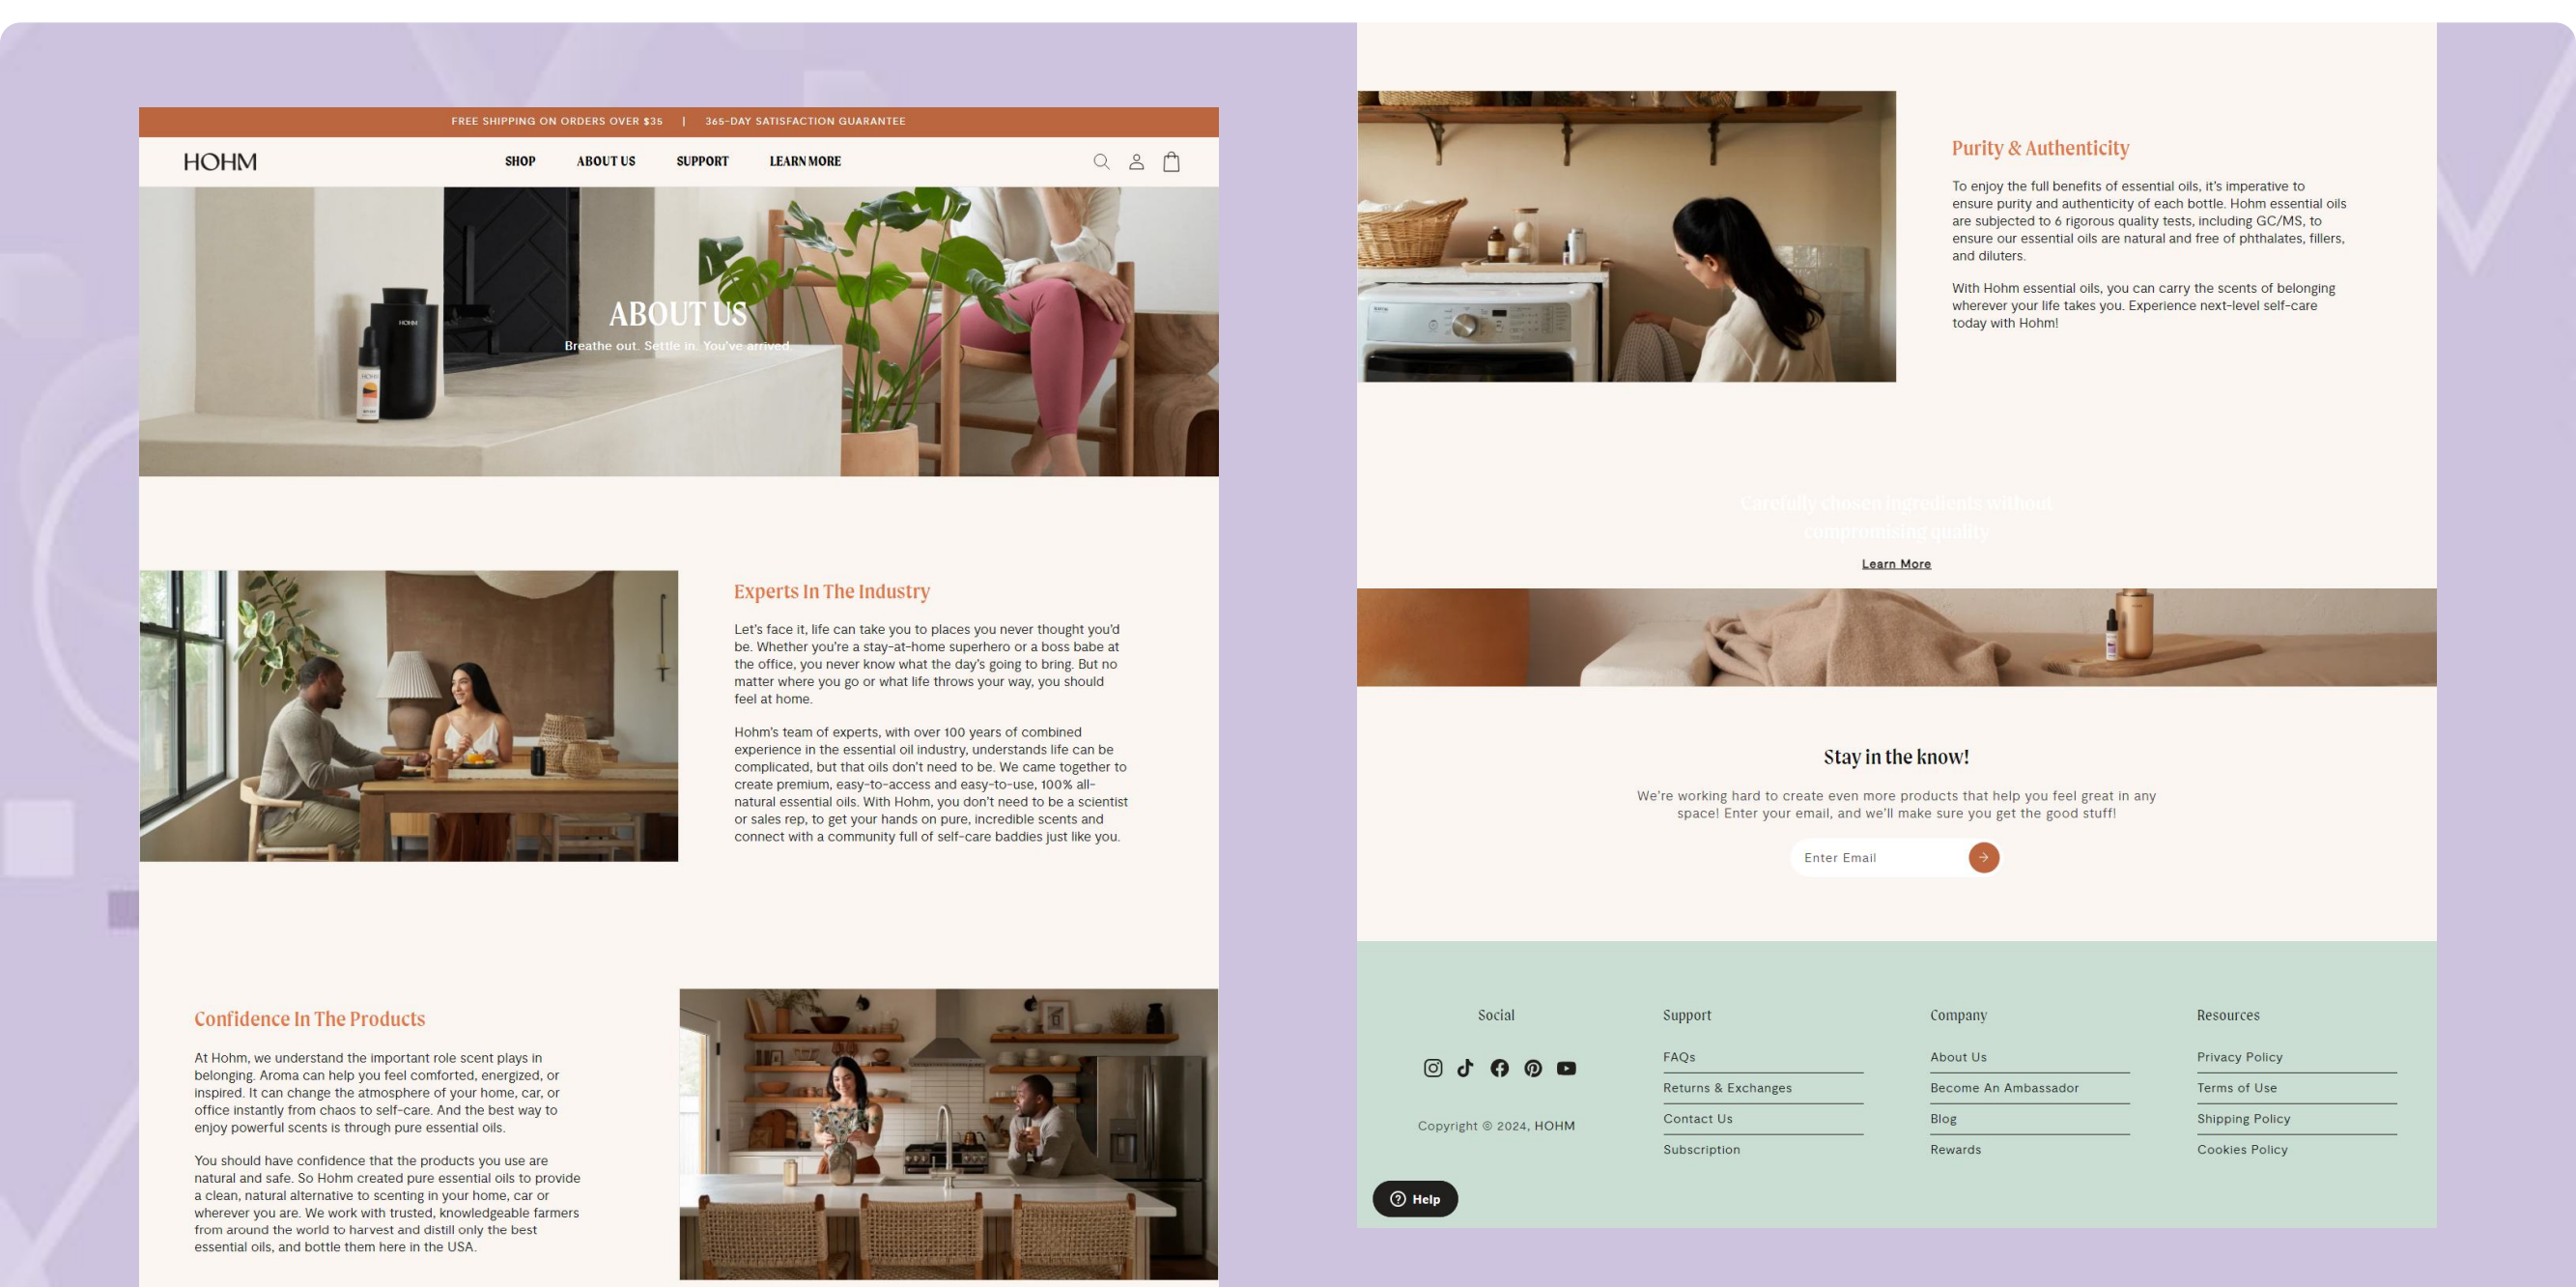 FREE SHIPPING ON ORDERS OVER $35 | 365-DAY SATISFACTION GUARANTEE
HOHM SHOP ABOUT US SUPPORT LEARN MORE
HOHM
ABOUT US
Breathe out. Settle in. You've arrived.
HOHM
Experts In The Industry
Let's face it, life can take you to places you never thought you'd
be. Whether you're a stay-at-home superhero or a boss babe at
the office, you never know what the day's going to bring. But no
matter where you go or what life throws your way, you should
feel at home.
Hohm's team of experts, with over 100 years of combined
experience in the essential oil industry, understands life can be
complicated, but that oils don't need to be. We came together to
create premium, easy-to-access and easy-to-use, 100% all-
natural essential oils. With Hohm, you don't need to be a scientist
or sales rep, to get your hands on pure, incredible scents and
connect with a community full of self-care baddies just like you.
Confidence In The Products
At Hohm, we understand the important role scent plays in
belonging. Aroma can help you feel comforted, energized, or
inspired. It can change the atmosphere of your home, car, or
office instantly from chaos to self-care. And the best way to
enjoy powerful scents is through pure essential oils.
You should have confidence that the products you use are
natural and safe. So Hohm created pure essential oils to provide
a clean, natural alternative to scenting in your home, car or
wherever you are. We work with trusted, knowledgeable farmers
from around the world to harvest and distill only the best
essential oils, and bottle them here in the USA.
Purity & Authenticity
To enjoy the full benefits of essential oils, it's imperative to
ensure purity and authenticity of each bottle. Hohm essential oils
are subjected to 6 rigorous quality tests, including GC/MS, to
ensure our essential oils are natural and free of phthalates, fillers,
and diluters.
With Hohm essential oils, you can carry the scents of belonging
wherever your life takes you. Experience next-level self-care
today with Hohm!
Carefully chosen ingredients without
compromising quality
Learn More
Stay in the know!
We're working hard to create even more products that help you feel great in any
space! Enter your email, and we'll make sure you get the good stuff!
Enter Email
Social
Copyright © 2024, HOHM
Support
FAQs
Returns & Exchanges
Contact Us
Subscription
Company
About Us
Become An Ambassador
Blog
Rewards
Resources
Privacy Policy
Terms of Use
Shipping Policy
Cookies Policy
Help